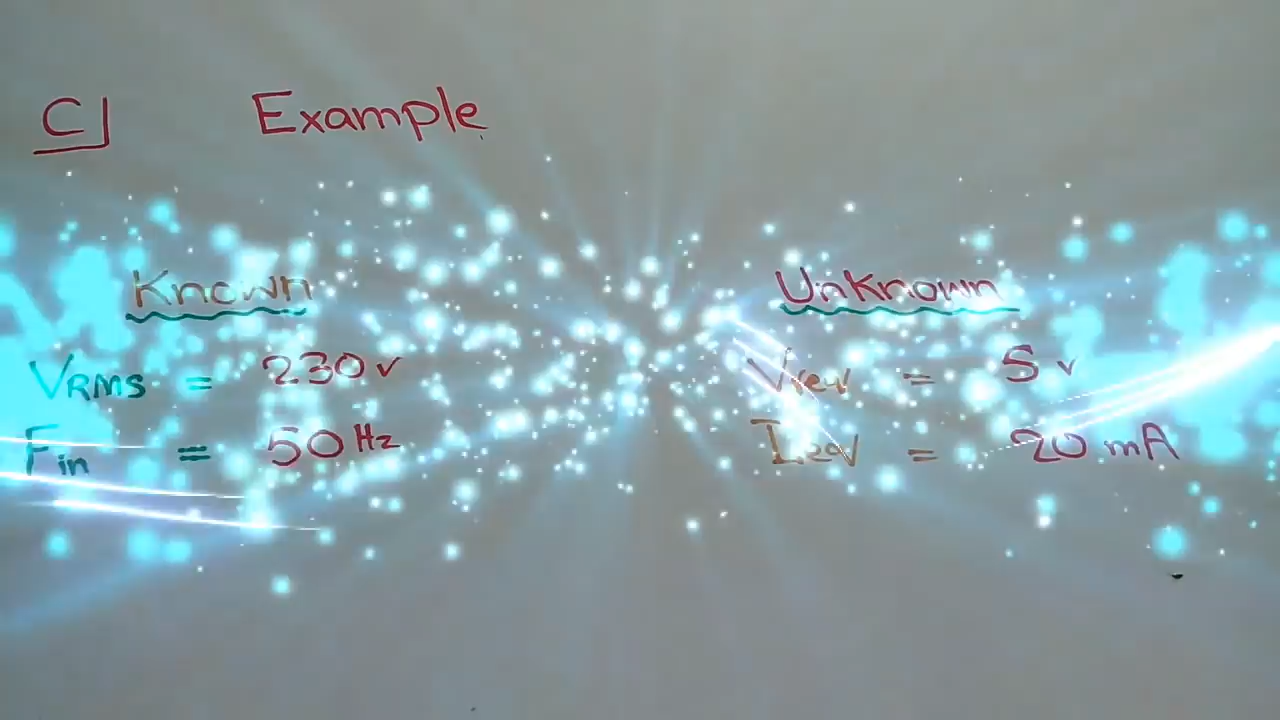 C Example
Known Unknown
VRMS = 230 v = 5 v
Fin = 50 Hz = 20 mA